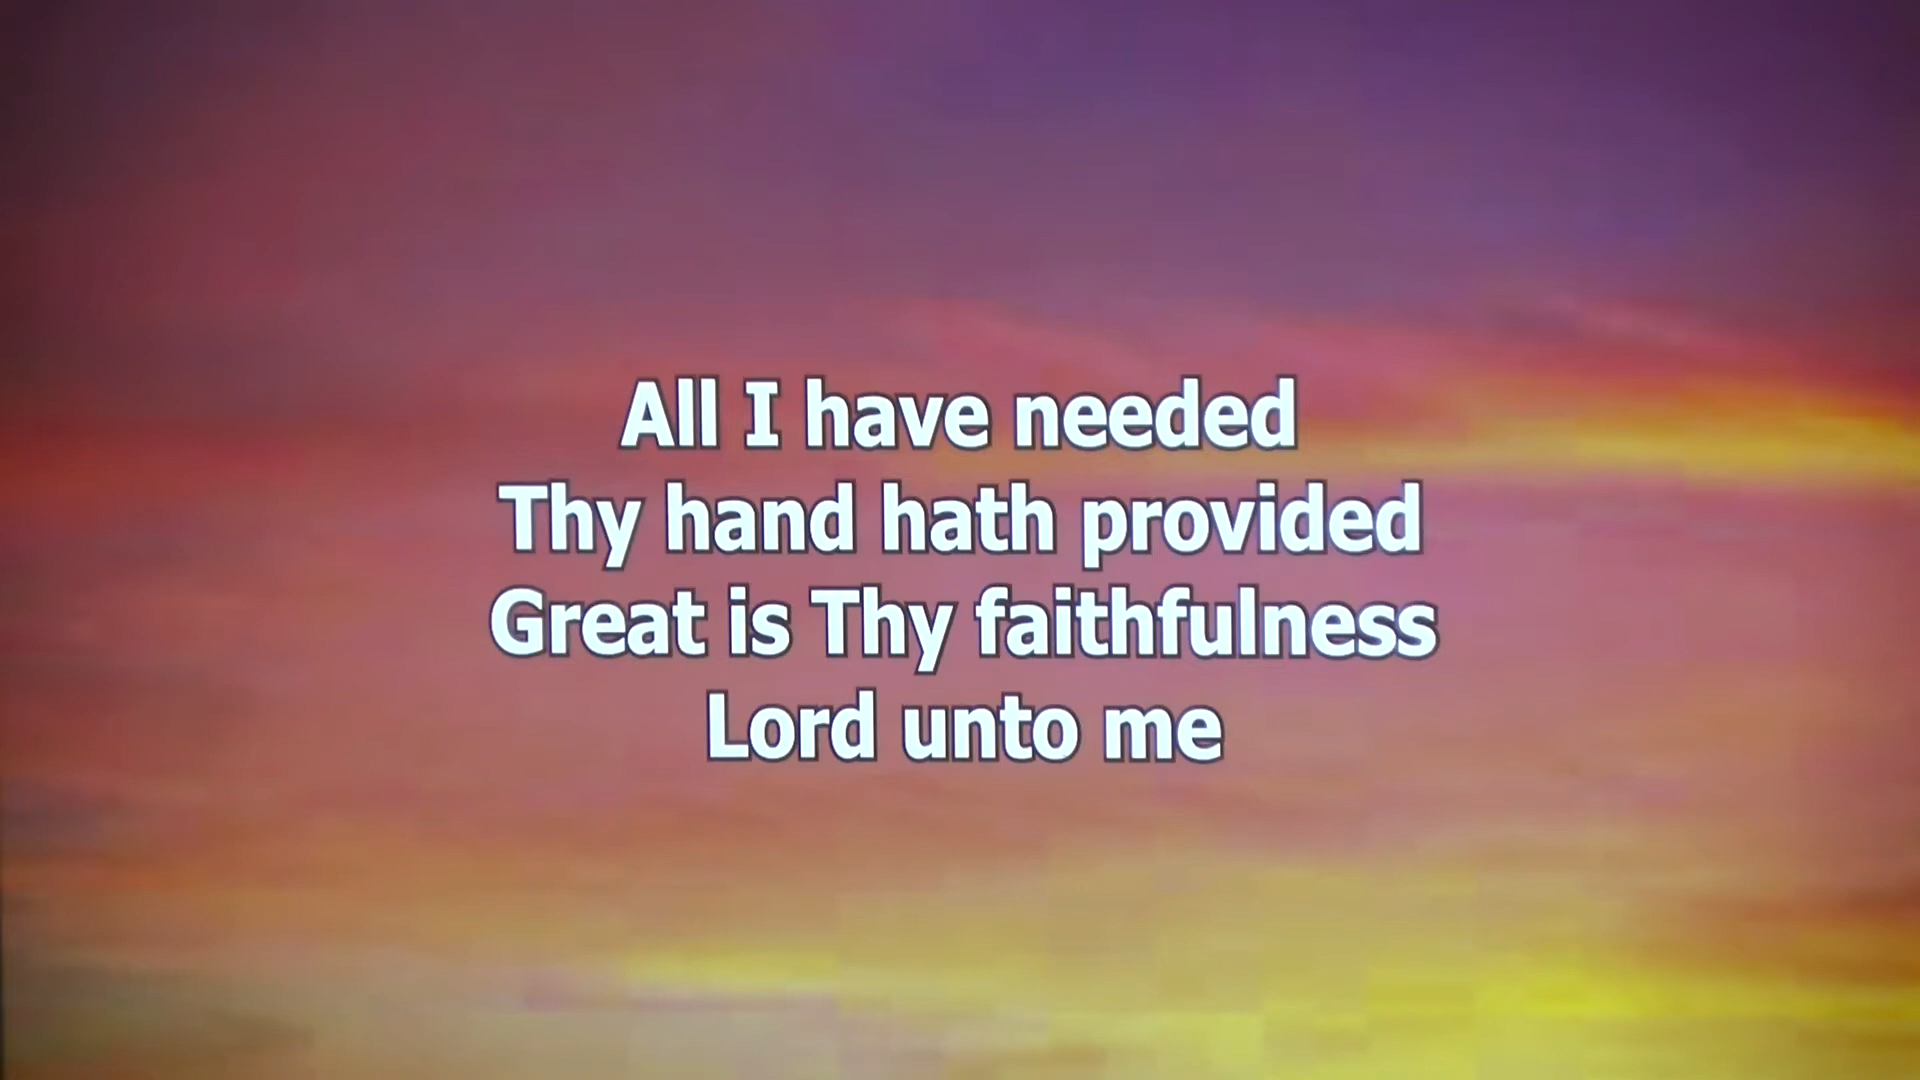 All I have needed
Thy hand hath provided
Great is Thy faithfulness
Lord unto me